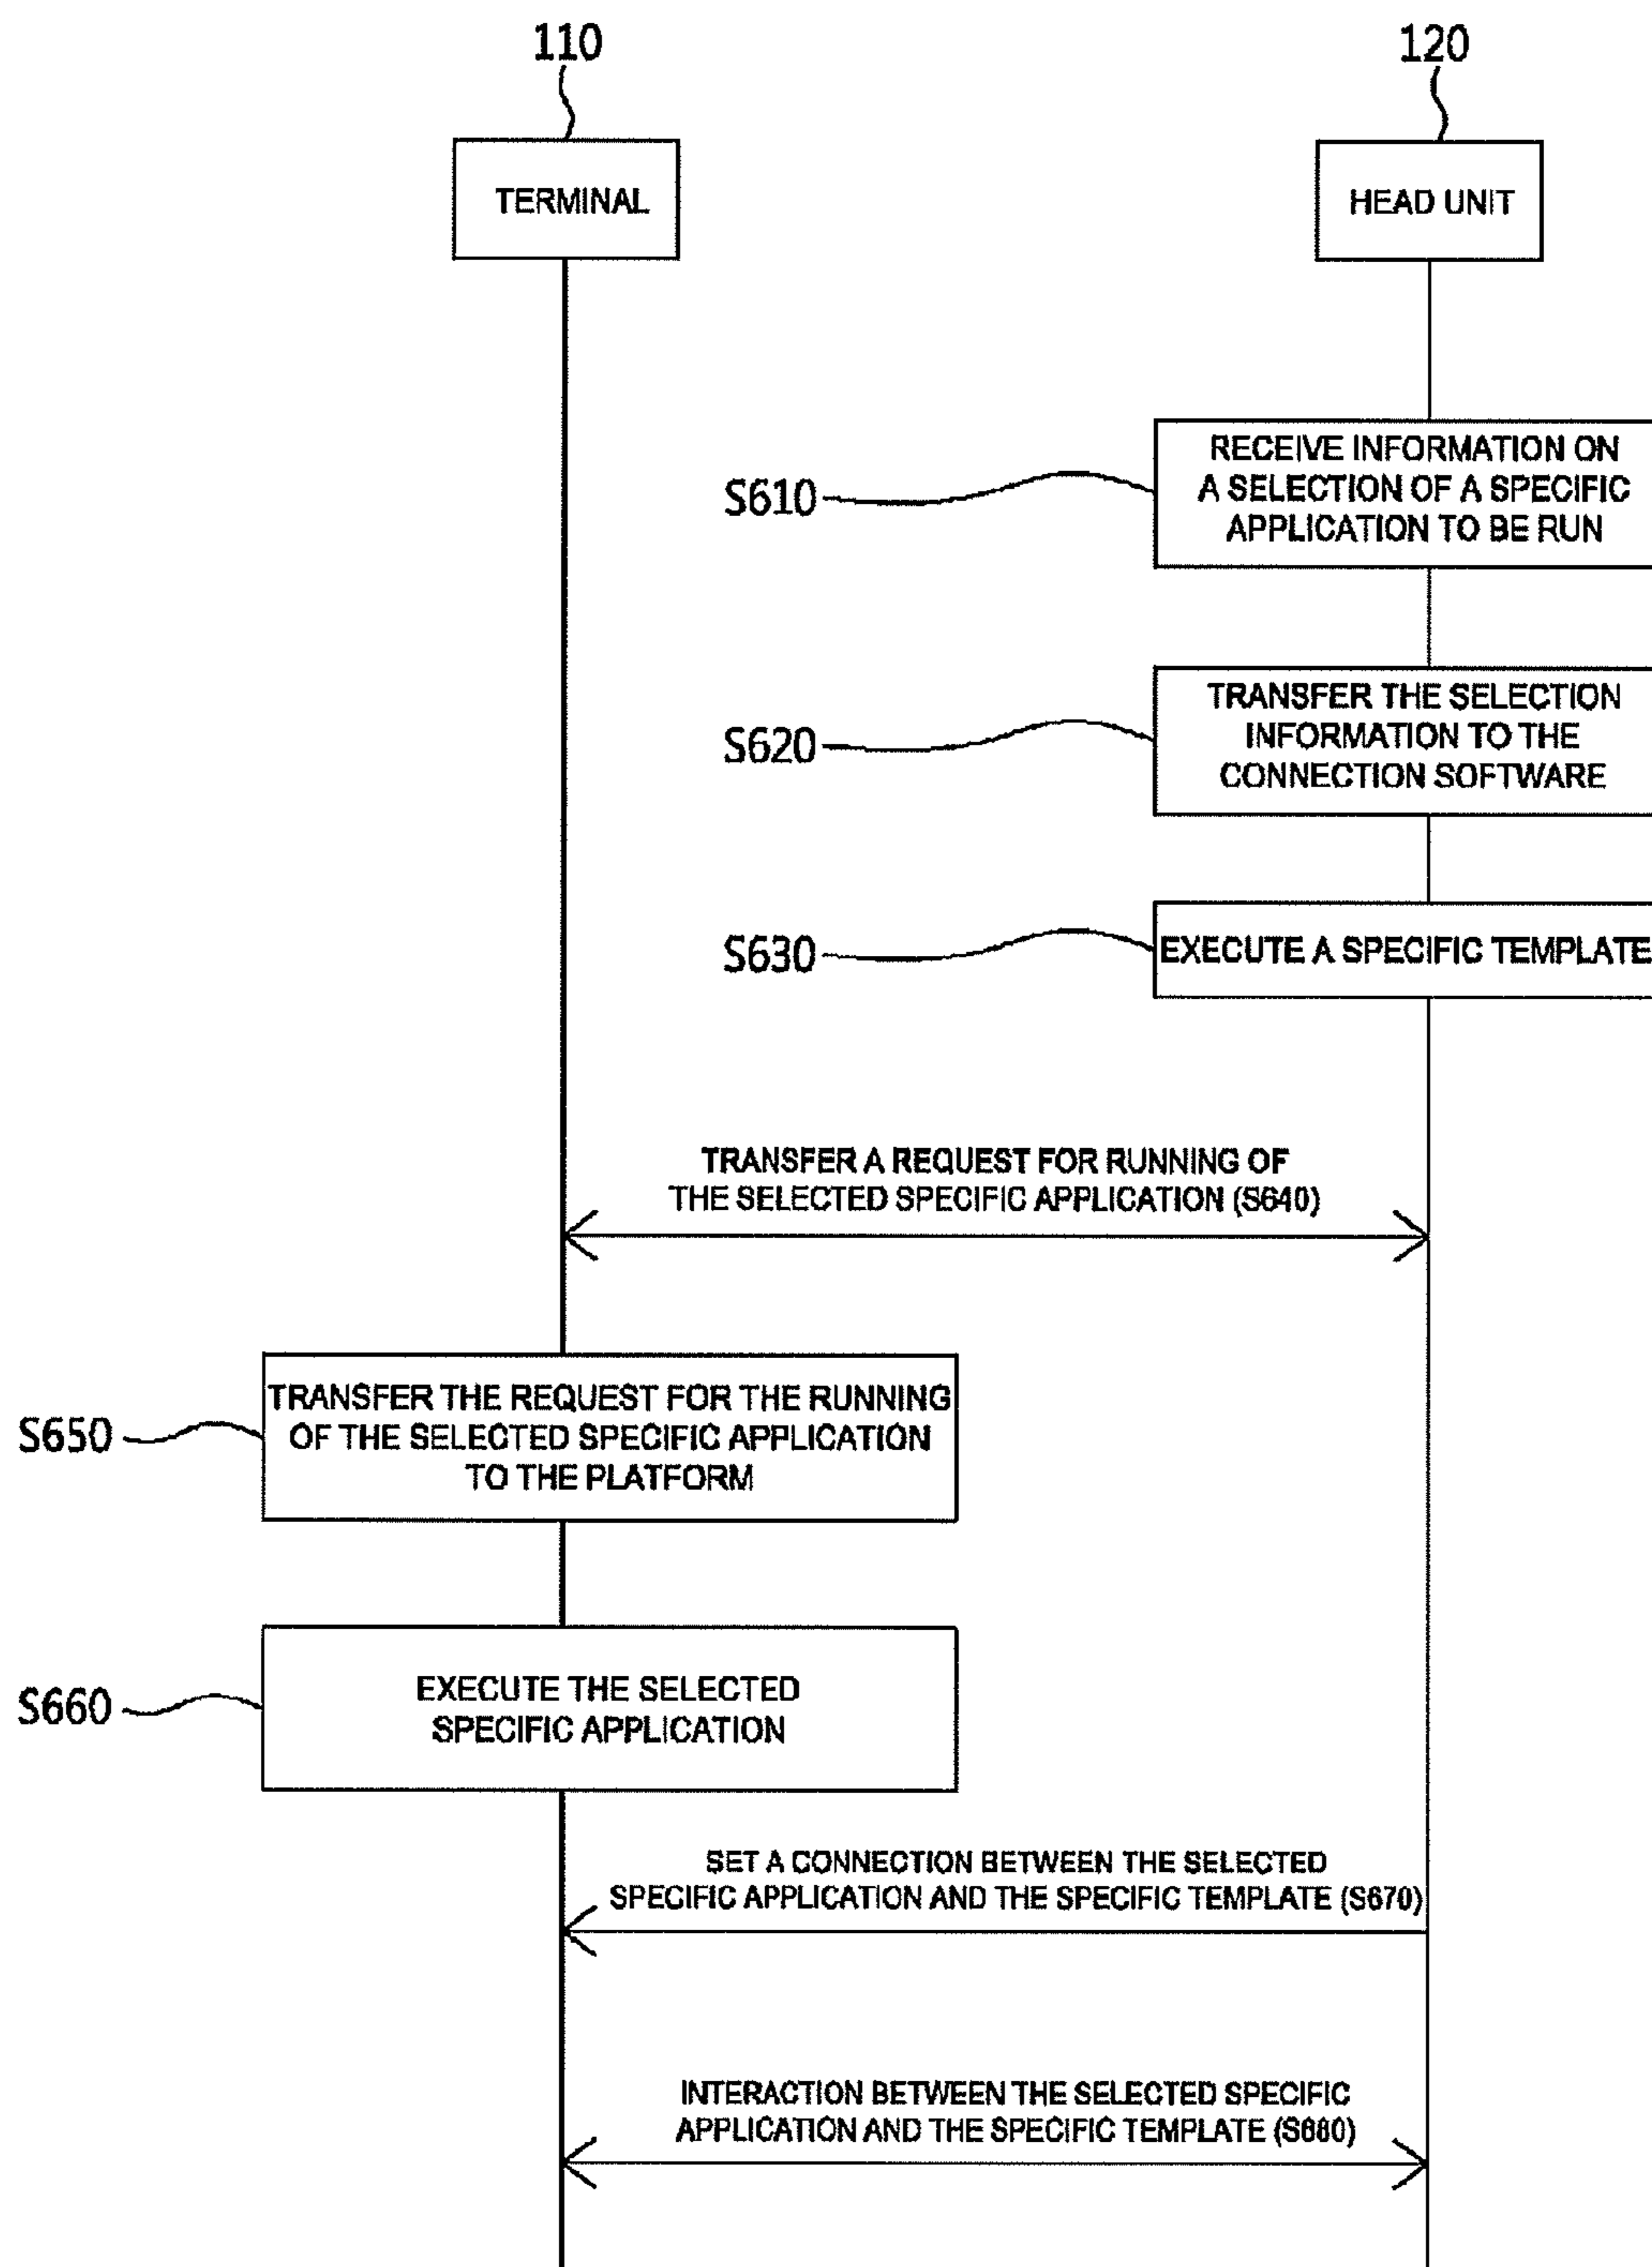 110
120
TERMINAL
HEAD UNIT
RECEIVE INFORMATION ON
A SELECTION OF A SPECIFIC
APPLICATION TO BE RUN
S610
TRANSFER THE SELECTION
INFORMATION TO THE
CONNECTION SOFTWARE
S620
EXECUTE A SPECIFIC TEMPLATE
S630
TRANSFER A REQUEST FOR RUNNING OF
THE SELECTED SPECIFIC APPLICATION (S640)
TRANSFER THE REQUEST FOR THE RUNNING
OF THE SELECTED SPECIFIC APPLICATION
TO THE PLATFORM
S650
EXECUTE THE SELECTED
SPECIFIC APPLICATION
S660
SET A CONNECTION BETWEEN THE SELECTED
SPECIFIC APPLICATION AND THE SPECIFIC TEMPLATE (S670)
INTERACTION BETWEEN THE SELECTED SPECIFIC
APPLICATION AND THE SPECIFIC TEMPLATE (S680)